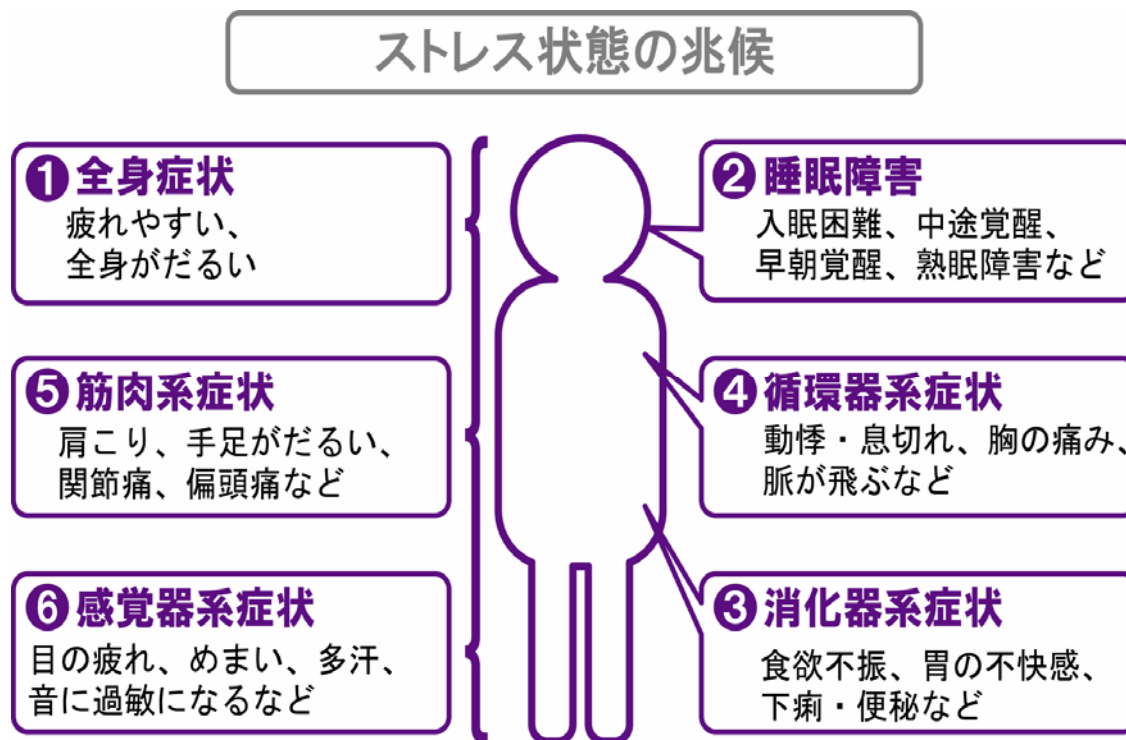 ストレス状態の兆候
❶全身症状
疲れやすい、
全身がだるい
❷睡眠障害
入眠困難、中途覚醒、
早朝覚醒、熟眠障害など
❺筋肉系症状
肩こり、手足がだるい、
関節痛、偏頭痛など
❹循環器系症状
動悸・息切れ、胸の痛み、
脈が飛ぶなど
❻感覚器系症状
目の疲れ、めまい、多汗、
音に過敏になるなど
❸消化器系症状
食欲不振、胃の不快感、
下痢・便秘など